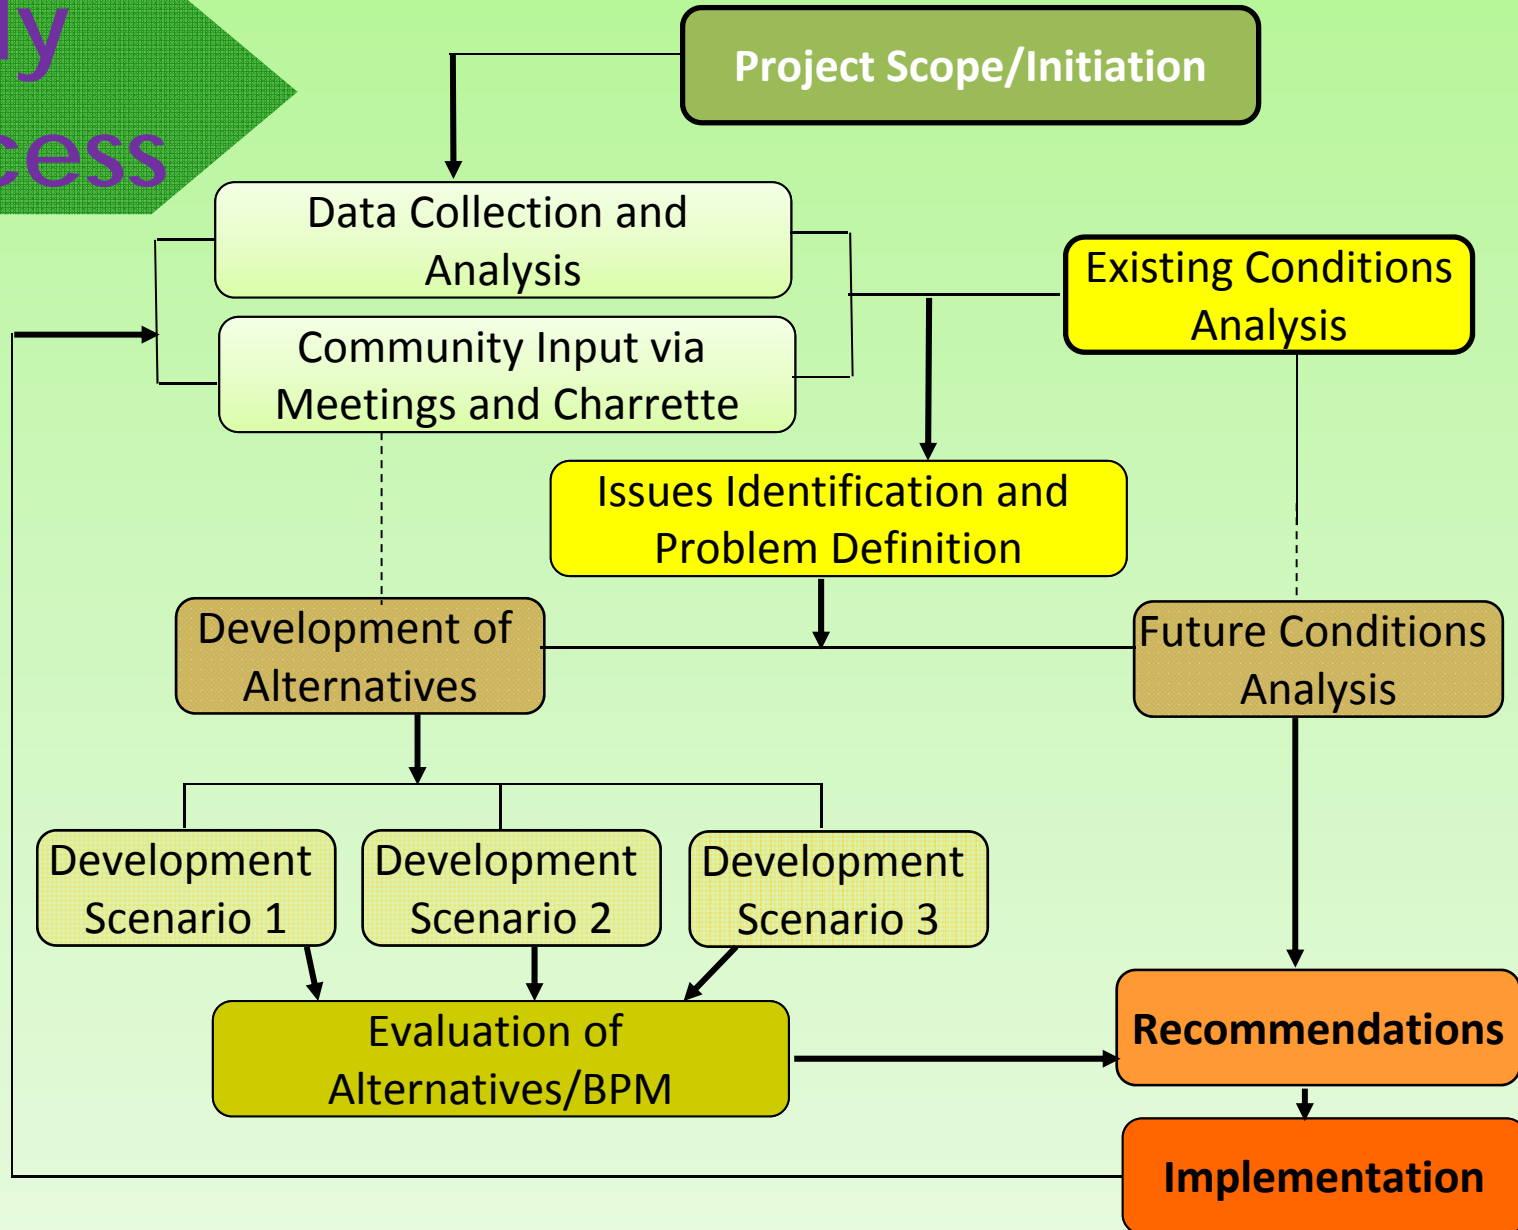 Project Scope/Initiation
Data Collection and
Analysis
Existing Conditions
Analysis
Community Input via
Meetings and Charrette
Issues Identification and
Problem Definition
Development of
Alternatives
Future Conditions
Analysis
Development
Scenario 1
Development
Scenario 2
Development
Scenario 3
Evaluation of
Alternatives/BPM
Recommendations
Implementation